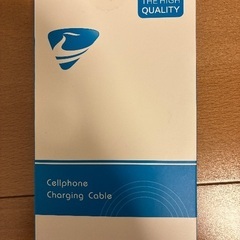 THE HIGH
QUALITY
Cellphone
Charging Cable